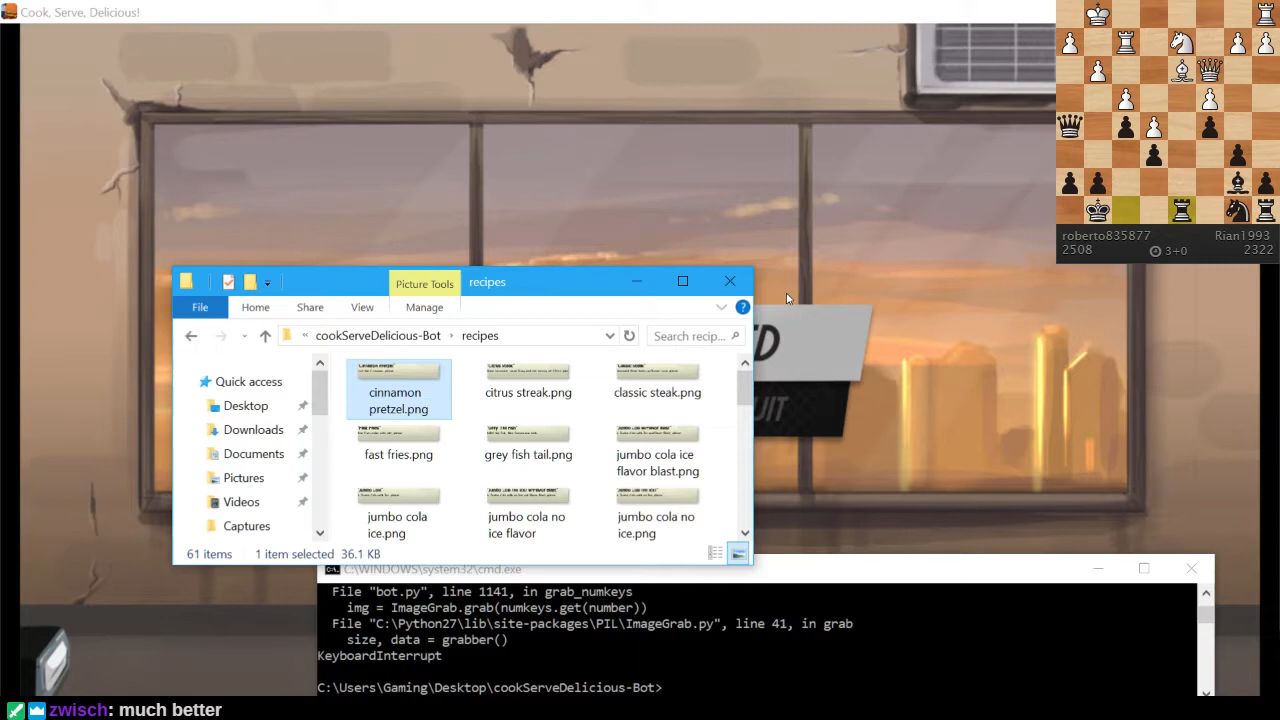 Cook, Serve, Delicious!
roberto835877 Rian1993
2508 3+0 2322
Picture Tools recipes
File Home Share View Manage
« cookServeDelicious-Bot › recipes Search recip...
Quick access
Desktop
Downloads
Documents
Pictures
Videos
Captures
cinnamon
pretzel.png
citrus streak.png
classic steak.png
fast fries.png
grey fish tail.png
jumbo cola ice
flavor blast.png
jumbo cola
ice.png
jumbo cola no
ice flavor
jumbo cola no
ice.png
61 items 1 item selected 36.1 KB
C:\WINDOWS\system32\cmd.exe
File "bot.py", line 1141, in grab_numkeys
img = ImageGrab.grab(numkeys.get(number))
File "C:\Python27\lib\site-packages\PIL\ImageGrab.py", line 41, in grab
size, data = grabber()
KeyboardInterrupt
C:\Users\Gaming\Desktop\cookServeDelicious-Bot>
zwisch: much better